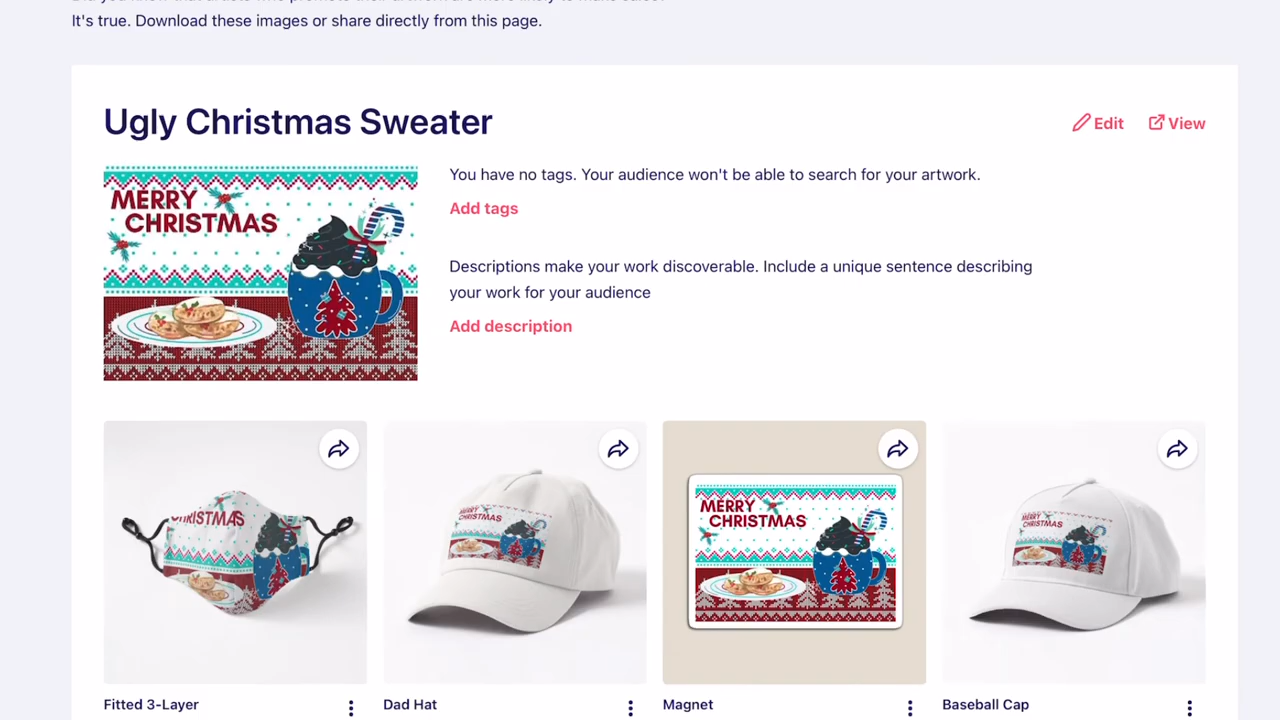 It's true. Download these images or share directly from this page.
Ugly Christmas Sweater
Edit
View
MERRY
CHRISTMAS
You have no tags. Your audience won't be able to search for your artwork.
Add tags
Descriptions make your work discoverable. Include a unique sentence describing
your work for your audience
Add description
CHRISTMAS
MERRY
CHRISTMAS
MERRY
CHRISTMAS
MERRY
CHRISTMAS
Fitted 3-Layer
Dad Hat
Magnet
Baseball Cap